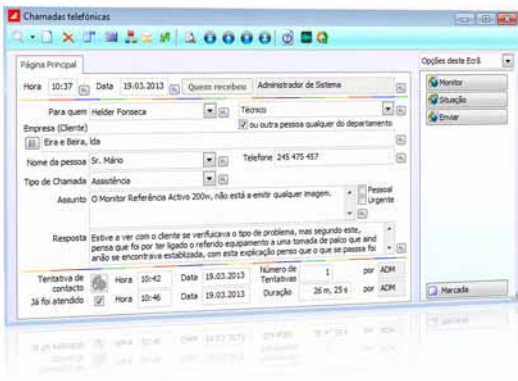 Chamadas telefónicas
Página Principal
Opções deste Ecrã
Hora 10:37 Data 19.03.2013 Quem recebeu Administrador de Sistema
Monitor
Situação
Enviar
Para quem Helder Fonseca Técnico
Empresa (Cliente) ou outra pessoa qualquer do departamento
Eira e Beira, lda
Nome da pessoa Sr. Mário Telefone 245 475 457
Tipo de Chamada Assistência
Assunto O Monitor Referência Activo 200w, não está a emitir qualquer imagem.
Pessoal
Urgente
Resposta Estive a ver com o cliente se verificava o tipo de problema, mas segundo este,
pensa que foi por ter ligado o referido equipamento a uma tomada de palco que aind
anão se encontrava establizada, com esta explicação penso que o que se passsa foi
Tentativa de contacto Hora 10:42 Data 19.03.2013 Número de Tentativas 1 por ADM
Já foi atendido Hora 10:46 Data 19.03.2013 Duração 26 m, 25 s por ADM
Marcada